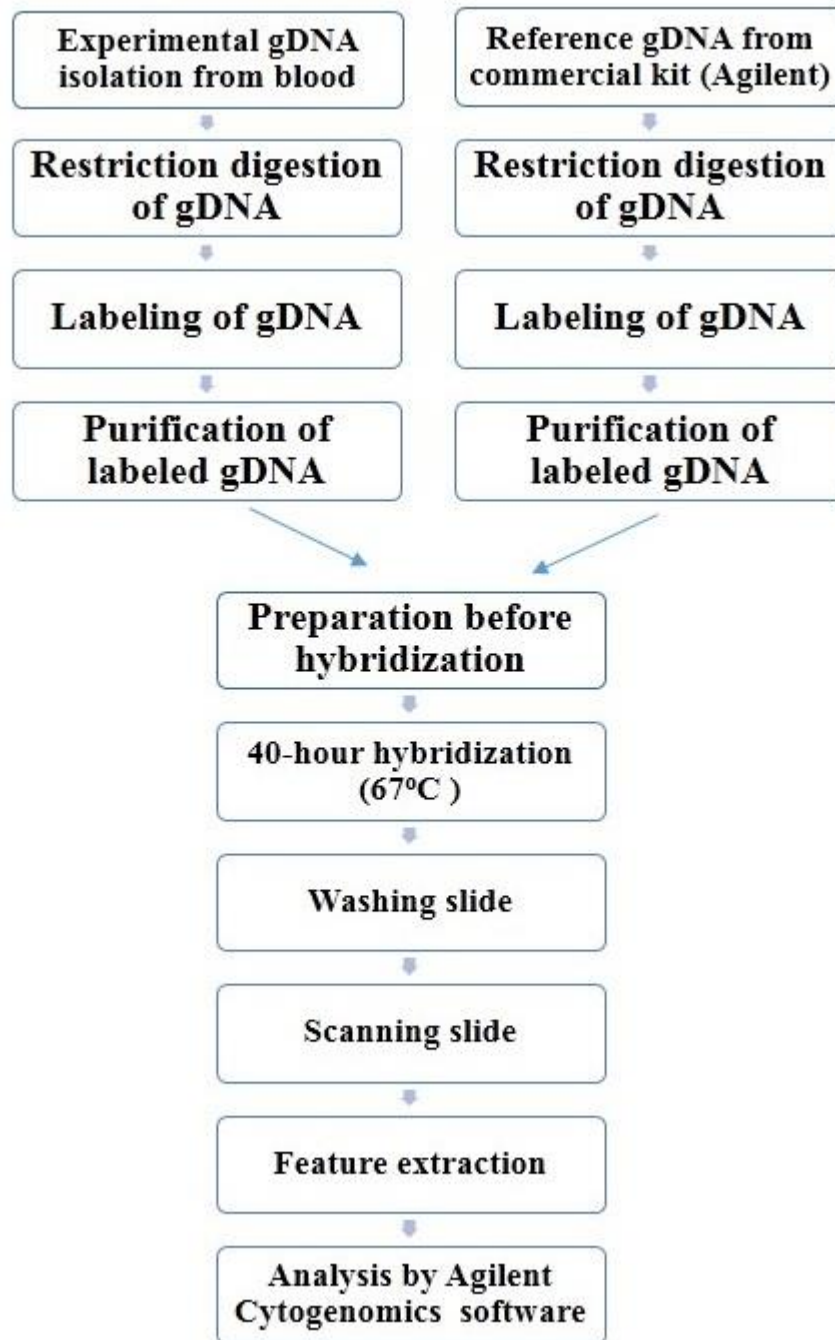 Experimental gDNA
isolation from blood
Reference gDNA from
commercial kit (Agilent)
Restriction digestion
of gDNA
Restriction digestion
of gDNA
Labeling of gDNA
Labeling of gDNA
Purification of
labeled gDNA
Purification of
labeled gDNA
Preparation before
hybridization
40-hour hybridization
(67⁰C )
Washing slide
Scanning slide
Feature extraction
Analysis by Agilent
Cytogenomics software